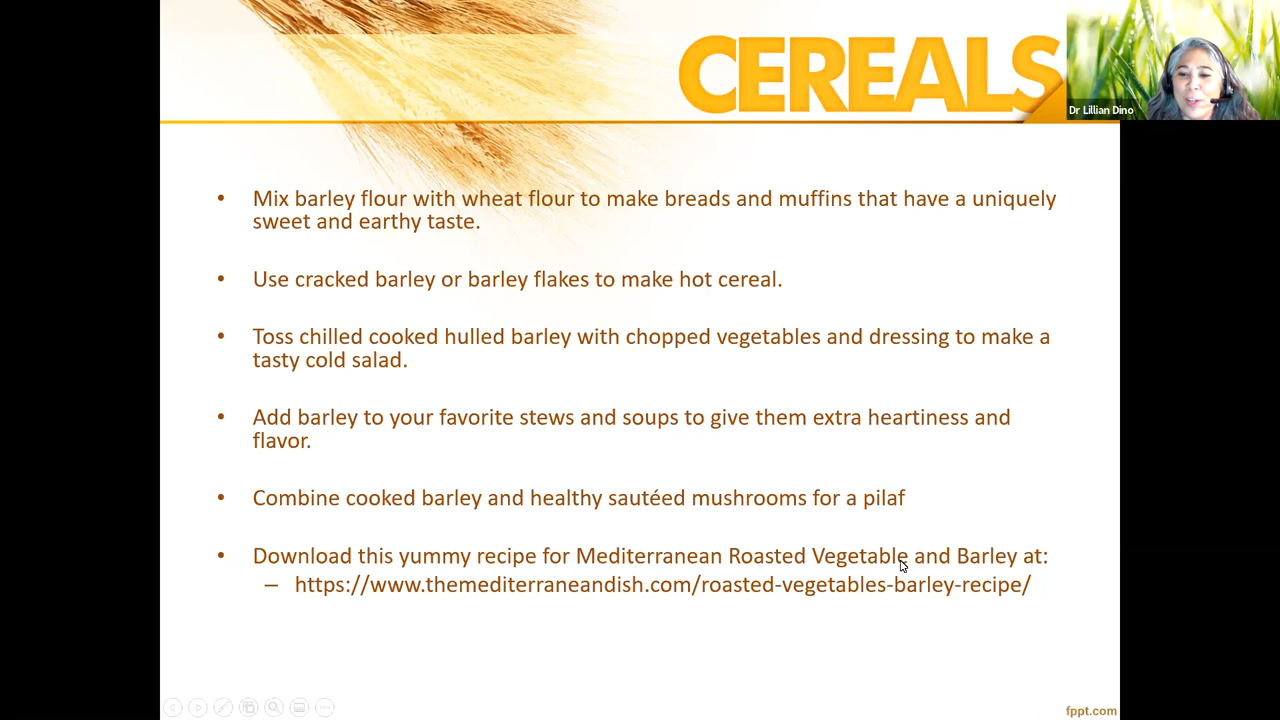 CEREALS
Dr Lillian Dino
• Mix barley flour with wheat flour to make breads and muffins that have a uniquely
sweet and earthy taste.
• Use cracked barley or barley flakes to make hot cereal.
• Toss chilled cooked hulled barley with chopped vegetables and dressing to make a
tasty cold salad.
• Add barley to your favorite stews and soups to give them extra heartiness and
flavor.
• Combine cooked barley and healthy sautéed mushrooms for a pilaf
• Download this yummy recipe for Mediterranean Roasted Vegetable and Barley at:
– https://www.themediterraneandish.com/roasted-vegetables-barley-recipe/
fppt.com